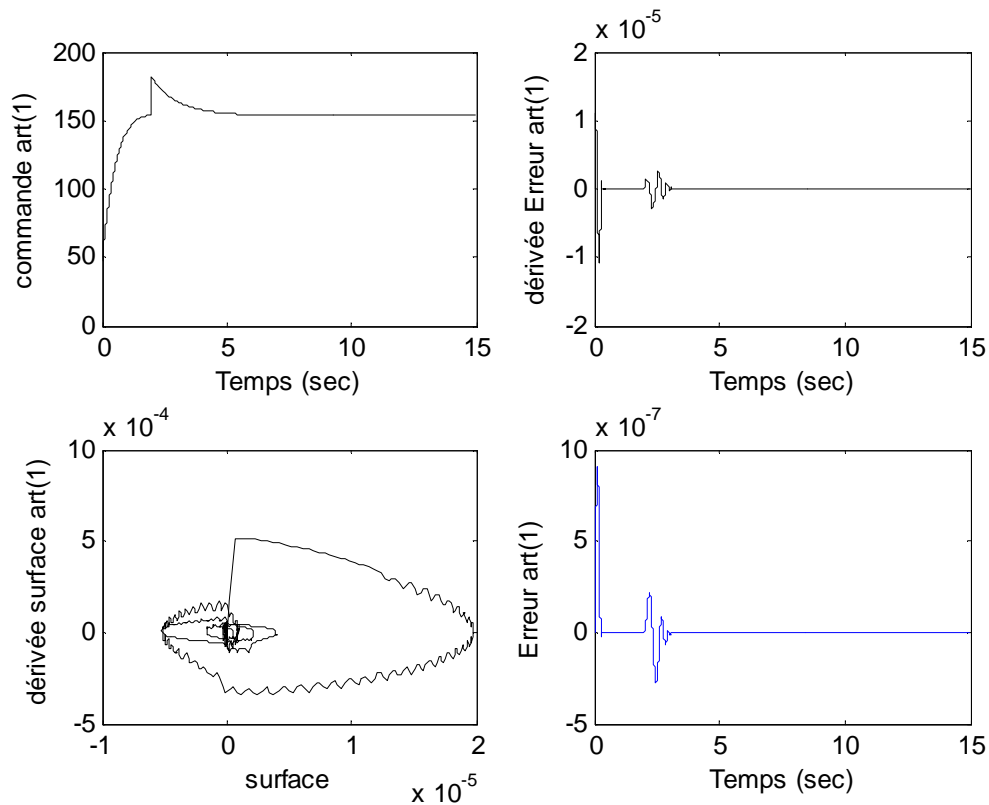 200
150
100
50
0
commande art(1)
0
5
10
15
Temps (sec)
x 10-5
2
1
0
-1
-2
dérivée Erreur art(1)
0
5
10
15
Temps (sec)
x 10-4
10
5
0
-5
dérivée surface art(1)
-1
0
1
2
surface
x 10-5
x 10-7
10
5
0
-5
Erreur art(1)
0
5
10
15
Temps (sec)